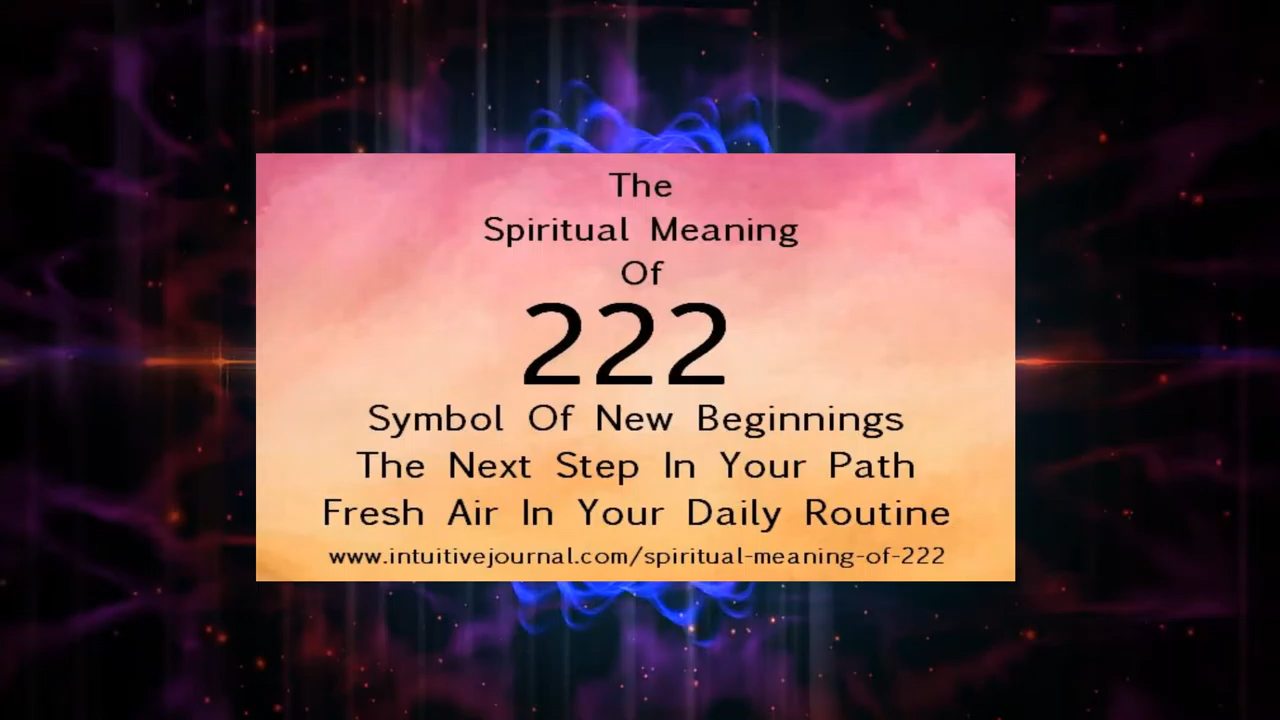 The
Spiritual Meaning
Of
222
Symbol Of New Beginnings
The Next Step In Your Path
Fresh Air In Your Daily Routine
www.intuitivejournal.com/spiritual-meaning-of-222